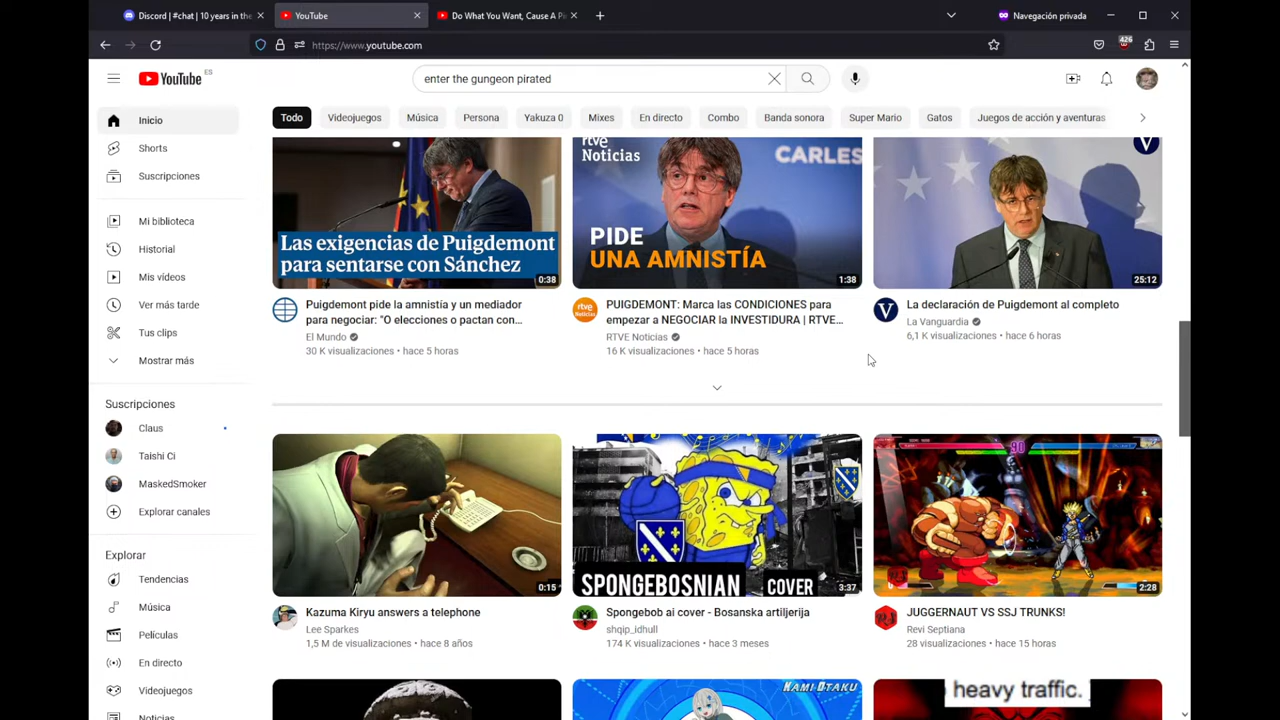 Discord | #chat | 10 years in the
YouTube
Do What You Want, Cause A Pi
Navegación privada
https://www.youtube.com
426
YouTube ES
enter the gungeon pirated
Todo
Videojuegos
Música
Persona
Yakuza 0
Mixes
En directo
Combo
Banda sonora
Super Mario
Gatos
Juegos de acción y aventuras
Inicio
Shorts
Suscripciones
Mi biblioteca
Historial
Mis vídeos
Ver más tarde
Tus clips
Mostrar más
Suscripciones
Claus
Taishi Ci
MaskedSmoker
Explorar canales
Explorar
Tendencias
Música
Películas
En directo
Videojuegos
Noticias
Las exigencias de Puigdemont
para sentarse con Sánchez
0:38
Puigdemont pide la amnistía y un mediador
para negociar: "O elecciones o pactan con...
El Mundo
30 K visualizaciones • hace 5 horas
rtve
Noticias
CARLES
PIDE
UNA AMNISTÍA
1:38
PUIGDEMONT: Marca las CONDICIONES para
empezar a NEGOCIAR la INVESTIDURA | RTVE...
rtve
Noticias
RTVE Noticias
16 K visualizaciones • hace 5 horas
V
25:12
La declaración de Puigdemont al completo
V
La Vanguardia
6,1 K visualizaciones • hace 6 horas
0:15
Kazuma Kiryu answers a telephone
Lee Sparkes
1,5 M de visualizaciones • hace 8 años
SPONGEBOSNIAN
COVER
3:37
Spongebob ai cover - Bosanska artiljerija
shqip_idhull
174 K visualizaciones • hace 3 meses
90
2:28
JUGGERNAUT VS SSJ TRUNKS!
Revi Septiana
28 visualizaciones • hace 15 horas
KAMI OTAKU
heavy traffic.